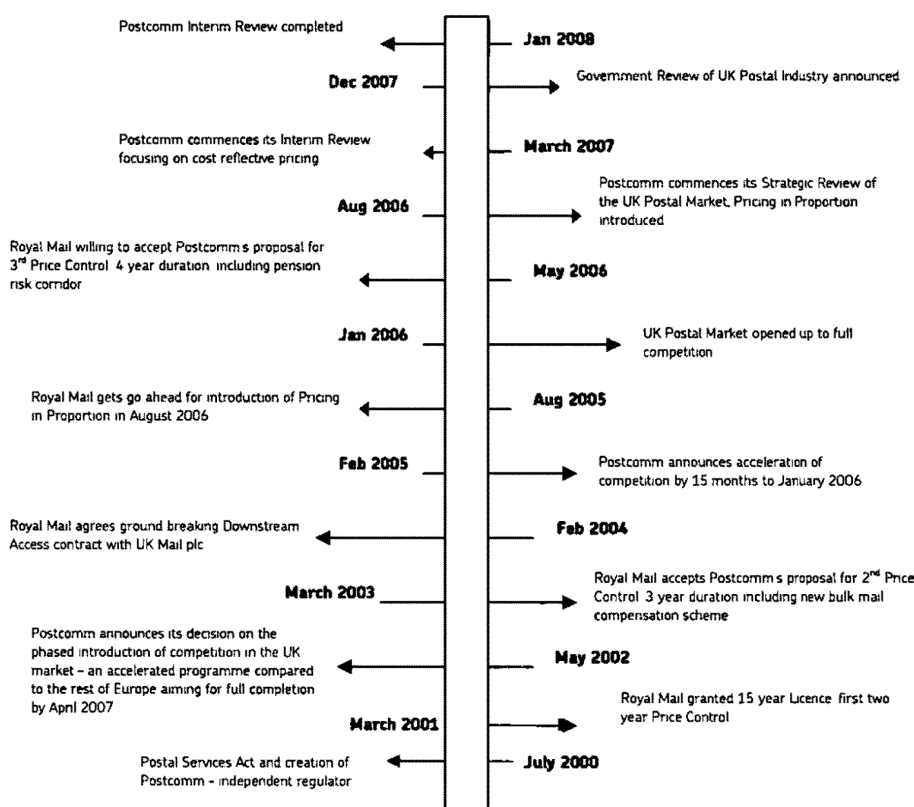 Postcomm Interim Review completed
Jan 2008
Dec 2007
Government Review of UK Postal Industry announced
Postcomm commences its Interim Review
focusing on cost reflective pricing
March 2007
Aug 2006
Postcomm commences its Strategic Review of
the UK Postal Market, Pricing in Proportion
introduced
Royal Mail willing to accept Postcomm s proposal for
3rd Price Control 4 year duration including pension
risk corridor
May 2006
Jan 2006
UK Postal Market opened up to full
competition
Royal Mail gets go ahead for introduction of Pricing
in Proportion in August 2006
Aug 2005
Feb 2005
Postcomm announces acceleration of
competition by 15 months to January 2006
Royal Mail agrees ground breaking Downstream
Access contract with UK Mail plc
Feb 2004
March 2003
Royal Mail accepts Postcomm s proposal for 2nd Price
Control 3 year duration including new bulk mail
compensation scheme
Postcomm announces its decision on the
phased introduction of competition in the UK
market – an accelerated programme compared
to the rest of Europe aiming for full completion
by April 2007
May 2002
March 2001
Royal Mail granted 15 year Licence first two
year Price Control
Postal Services Act and creation of
Postcomm - independent regulator
July 2000